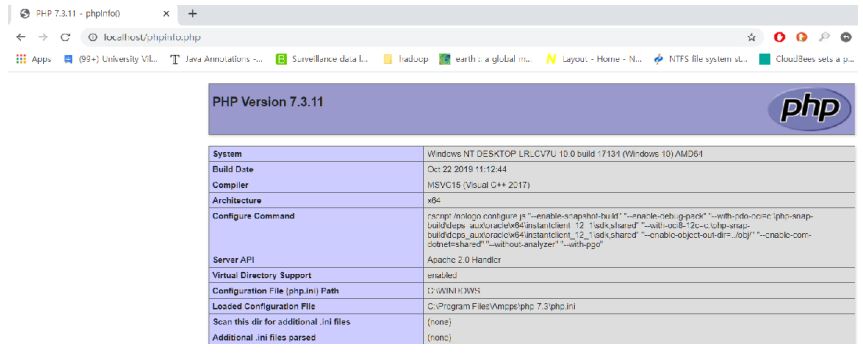 PHP 7.3.11 - phpinfo()
localhost/phpinfo.php
Apps (99+) University Vil... Java Annotations -... Surveillance data l... hadoop earth :: a global m... Layout - Home - N... NTFS file system st... CloudBees sets a p...
PHP Version 7.3.11
php
System Windows NT DESKTOP LRLCV7U 10.0 build 17134 (Windows 10) AMD64
Build Date Oct 22 2019 11:12:44
Compiler MSVC15 (Visual C++ 2017)
Architecture x64
Configure Command cscript /nologo configure.js "--enable-snapshot-build" "--enable-debug-pack" "--with-pdo-oci=c:\php-snap-
build\deps_aux\oracle\x64\instantclient_12_1\sdk,shared" "--with-oci8-12c=c:\php-snap-
build\deps_aux\oracle\x64\instantclient_12_1\sdk,shared" "--enable-object-out-dir=../obj/" "--enable-com-
dotnet=shared" "--without-analyzer" "--with-pgo"
Server API Apache 2.0 Handler
Virtual Directory Support enabled
Configuration File (php.ini) Path C:\WINDOWS
Loaded Configuration File C:\Program Files\Ampps\php 7.3\php.ini
Scan this dir for additional .ini files (none)
Additional .ini files parsed (none)